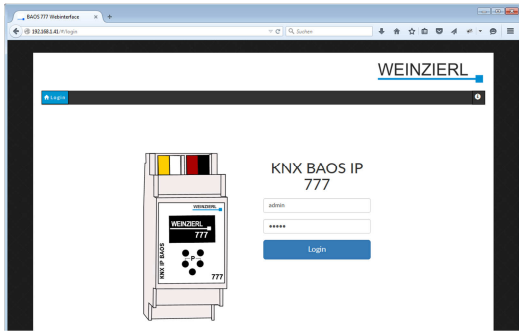 BAOS 777 Webinterface
192.168.1.41/#/login
Suchen
WEINZIERL
Login
KNX BAOS IP
777
admin
•••••
Login
WEINZIERL
WEINZIERL
777
P
KNX IP BAOS
777